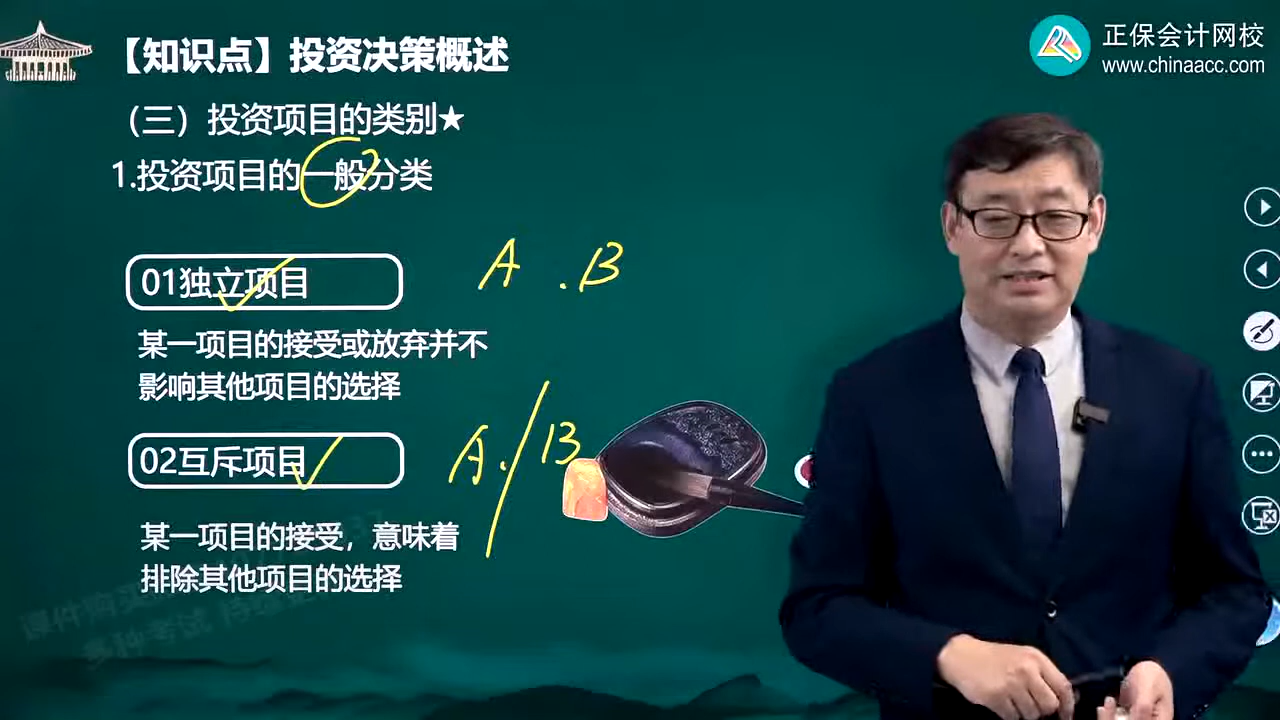 【知识点】投资决策概述
正保会计网校
www.chinaacc.com
（三）投资项目的类别★
1.投资项目的一般分类
01独立项目
A . B
某一项目的接受或放弃并不
影响其他项目的选择
02互斥项目
A . / B
某一项目的接受，意味着
排除其他项目的选择